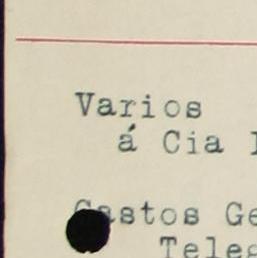 Varios
á Cia
Gastos Ge
Teleg